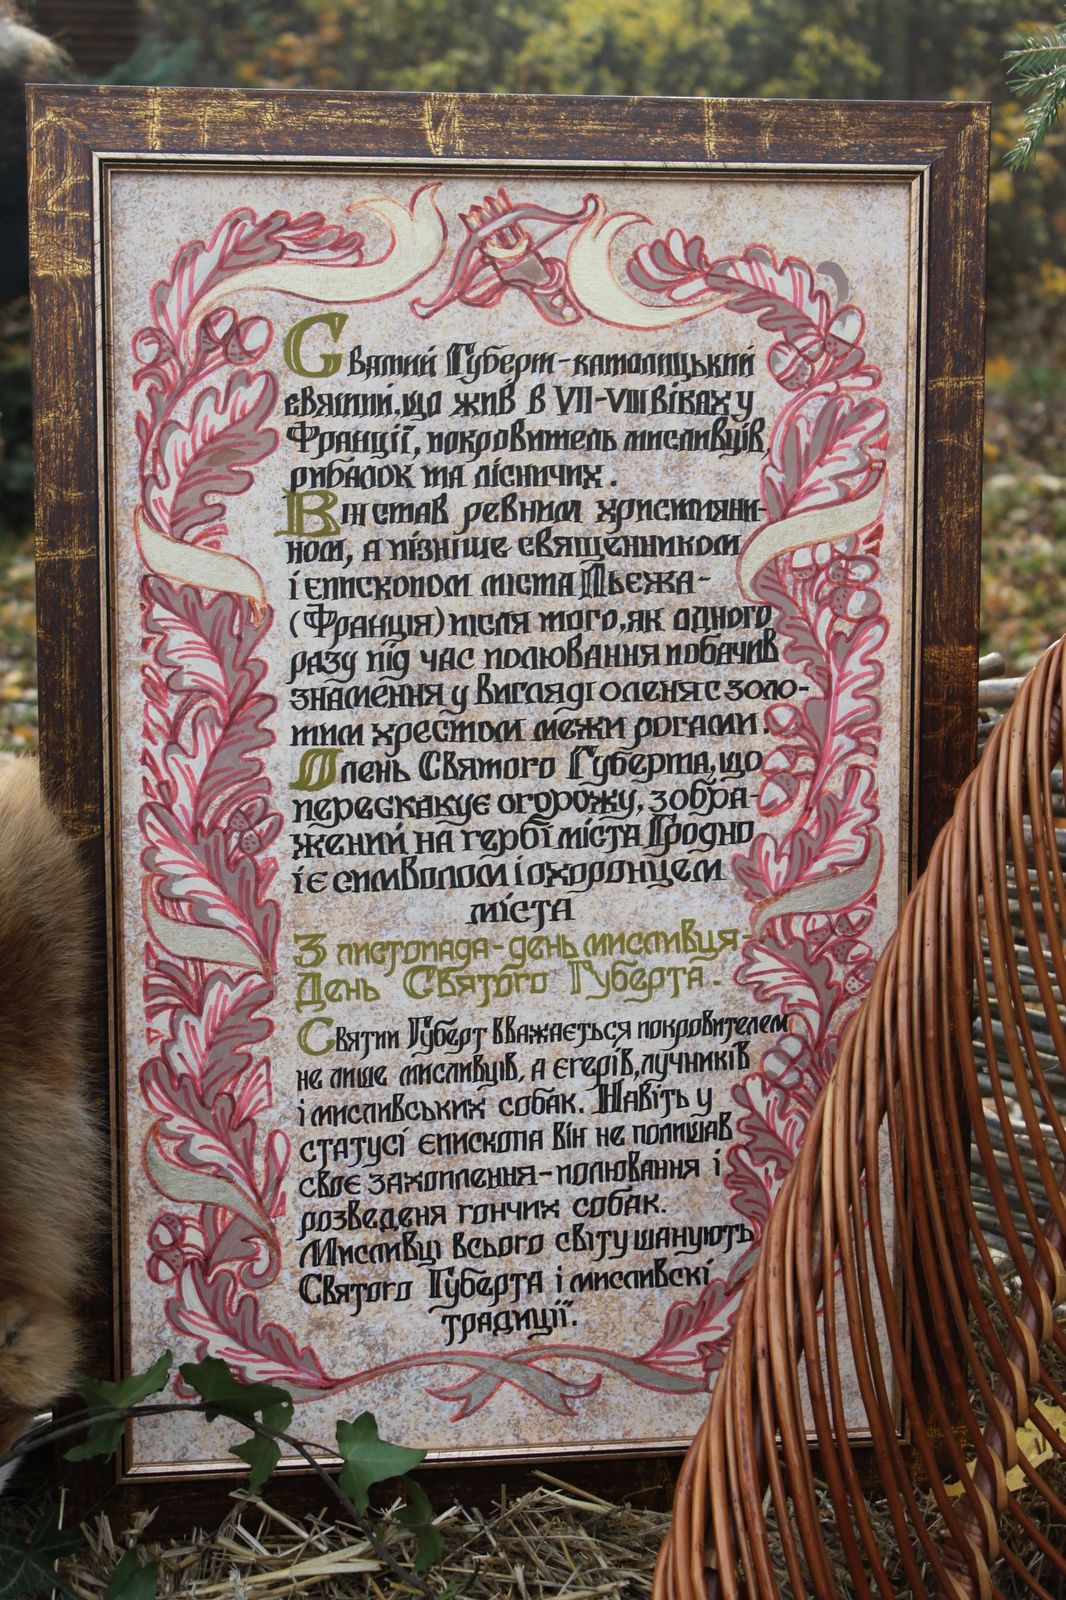 Святий Губерт - католицький
святий, що жив в VII-VIII віках у
Франції, покровитель мисливців,
рибалок та лісничих.
Він став ревним християни-
ном, а пізніше священником
і єпископом міста Льежа -
(Франція) після того, як одного
разу під час полювання побачив
знамення у вигляді оленя с золо-
тим хрестом межи рогами.
Олень Святого Губерта, що
перескакує огорожу, зобра-
жений на гербі міста Гродно
і є символом і охоронцем
міста
3 листопада - день мисливця -
День Святого Губерта.
Святий Губерт вважається покровителем
не лише мисливців, а єгерів, лучників
і мисливських собак. Навіть у
статусі єпископа він не полишав
своє захоплення - полювання і
розведеня гончих собак.
Мисливці всього світу шанують
Святого Губерта і мисливскі
традиції.